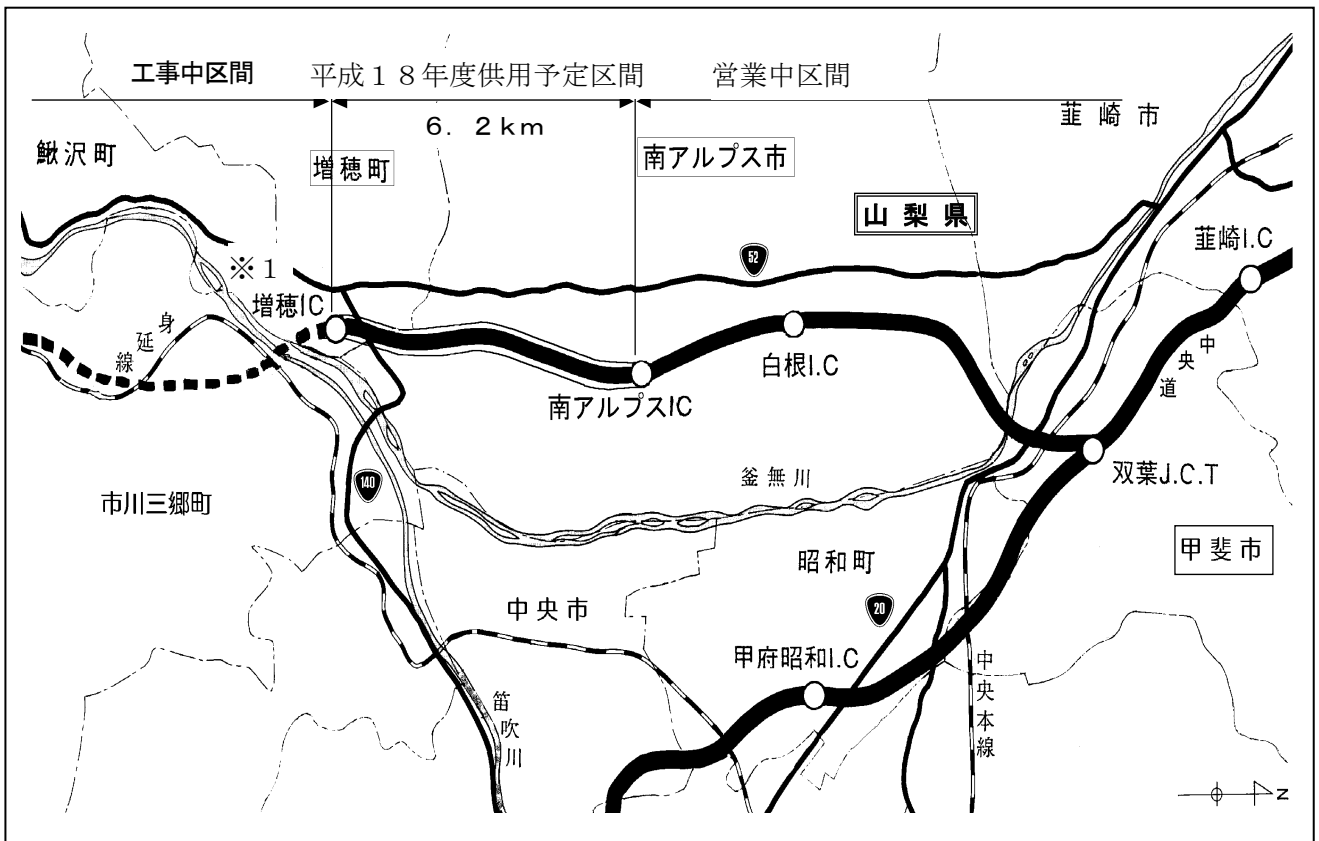 工事中区間
平成１８年度供用予定区間
営業中区間
６．２ｋｍ
韮崎市
鰍沢町
増穂町
南アルプス市
山梨県
52
韮崎I.C
※１
増穂IC
身延線
白根I.C
南アルプスIC
中央道
双葉J.C.T
釜無川
140
市川三郷町
甲斐市
昭和町
20
中央市
甲府昭和I.C
中央本線
笛吹川
N